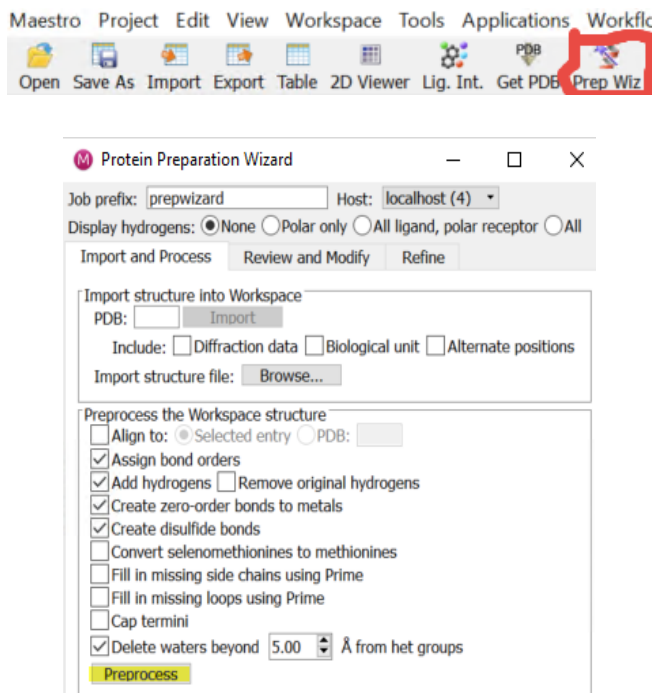 Maestro Project Edit View Workspace Tools Applications Workflo
PDB
Open Save As Import Export Table 2D Viewer Lig. Int. Get PDB Prep Wiz
M Protein Preparation Wizard
Job prefix: prepwizard Host: localhost (4)
Display hydrogens: None Polar only All ligand, polar receptor All
Import and Process Review and Modify Refine
Import structure into Workspace
PDB: Import
Include: Diffraction data Biological unit Alternate positions
Import structure file: Browse...
Preprocess the Workspace structure
Align to: Selected entry PDB:
Assign bond orders
Add hydrogens Remove original hydrogens
Create zero-order bonds to metals
Create disulfide bonds
Convert selenomethionines to methionines
Fill in missing side chains using Prime
Fill in missing loops using Prime
Cap termini
Delete waters beyond 5.00 Å from het groups
Preprocess